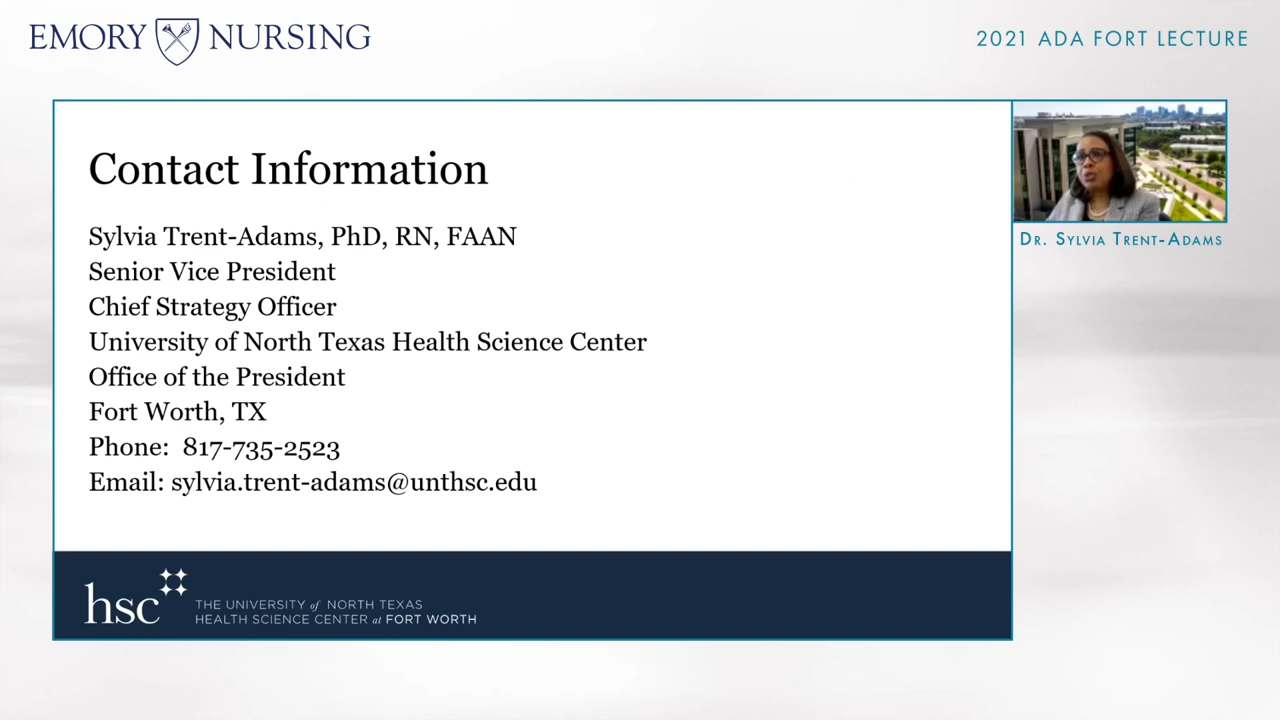 EMORY NURSING
2021 ADA FORT LECTURE
Contact Information
Sylvia Trent-Adams, PhD, RN, FAAN
Senior Vice President
Chief Strategy Officer
University of North Texas Health Science Center
Office of the President
Fort Worth, TX
Phone:  817-735-2523
Email: sylvia.trent-adams@unthsc.edu
DR. SYLVIA TRENT-ADAMS
hsc
THE UNIVERSITY of NORTH TEXAS
HEALTH SCIENCE CENTER at FORT WORTH